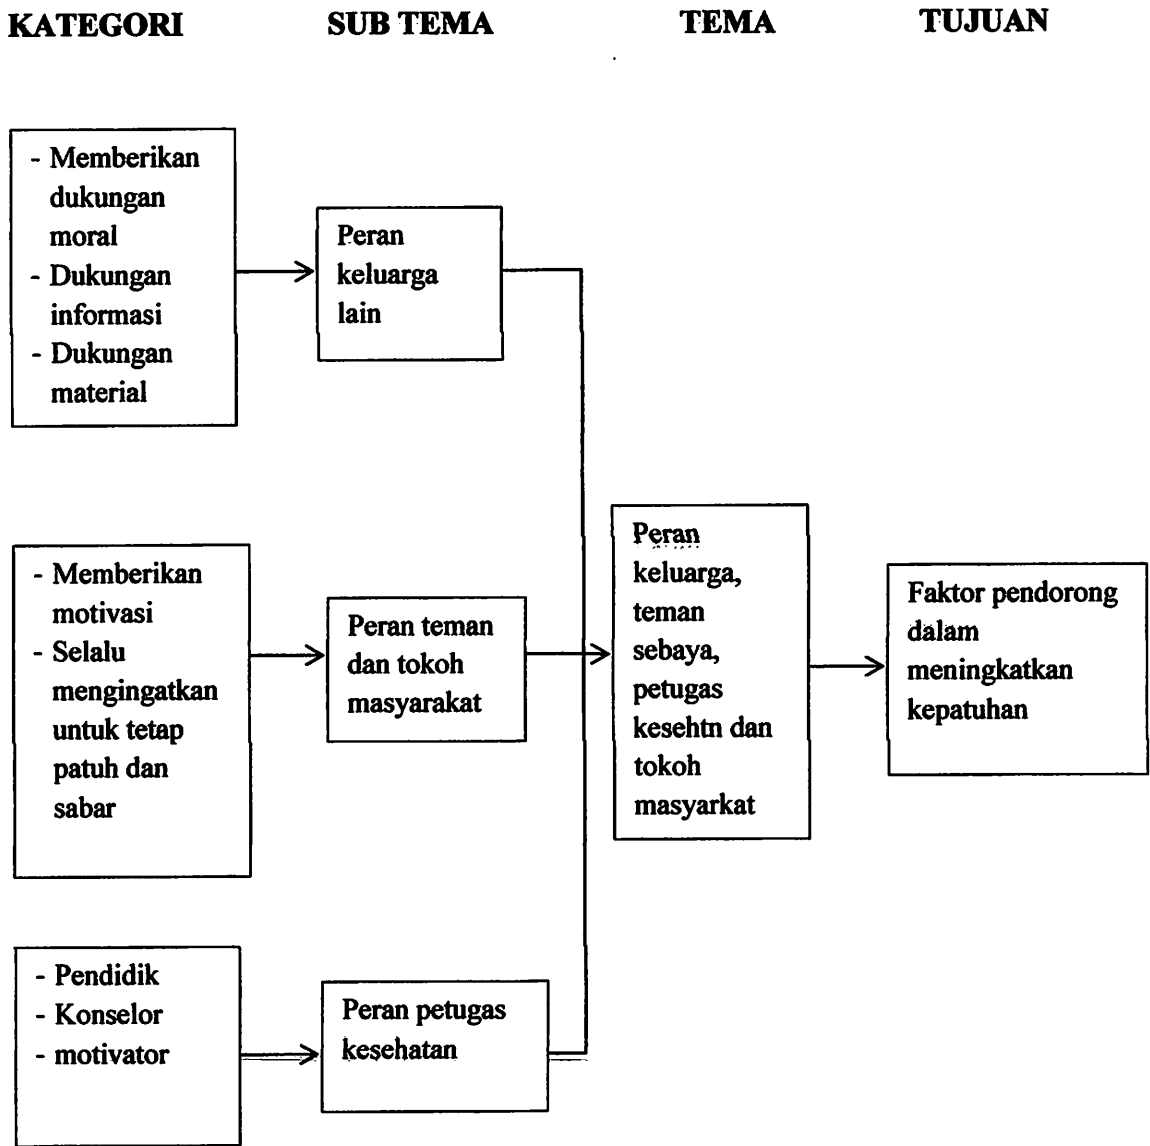 KATEGORI SUB TEMA TEMA TUJUAN
- Memberikan
dukungan
moral
- Dukungan
informasi
- Dukungan
material
Peran
keluarga
lain
- Memberikan
motivasi
- Selalu
mengingatkan
untuk tetap
patuh dan
sabar
Peran teman
dan tokoh
masyarakat
Peran
keluarga,
teman
sebaya,
petugas
kesehtn dan
tokoh
masyarkat
Faktor pendorong
dalam
meningkatkan
kepatuhan
- Pendidik
- Konselor
- motivator
Peran petugas
kesehatan